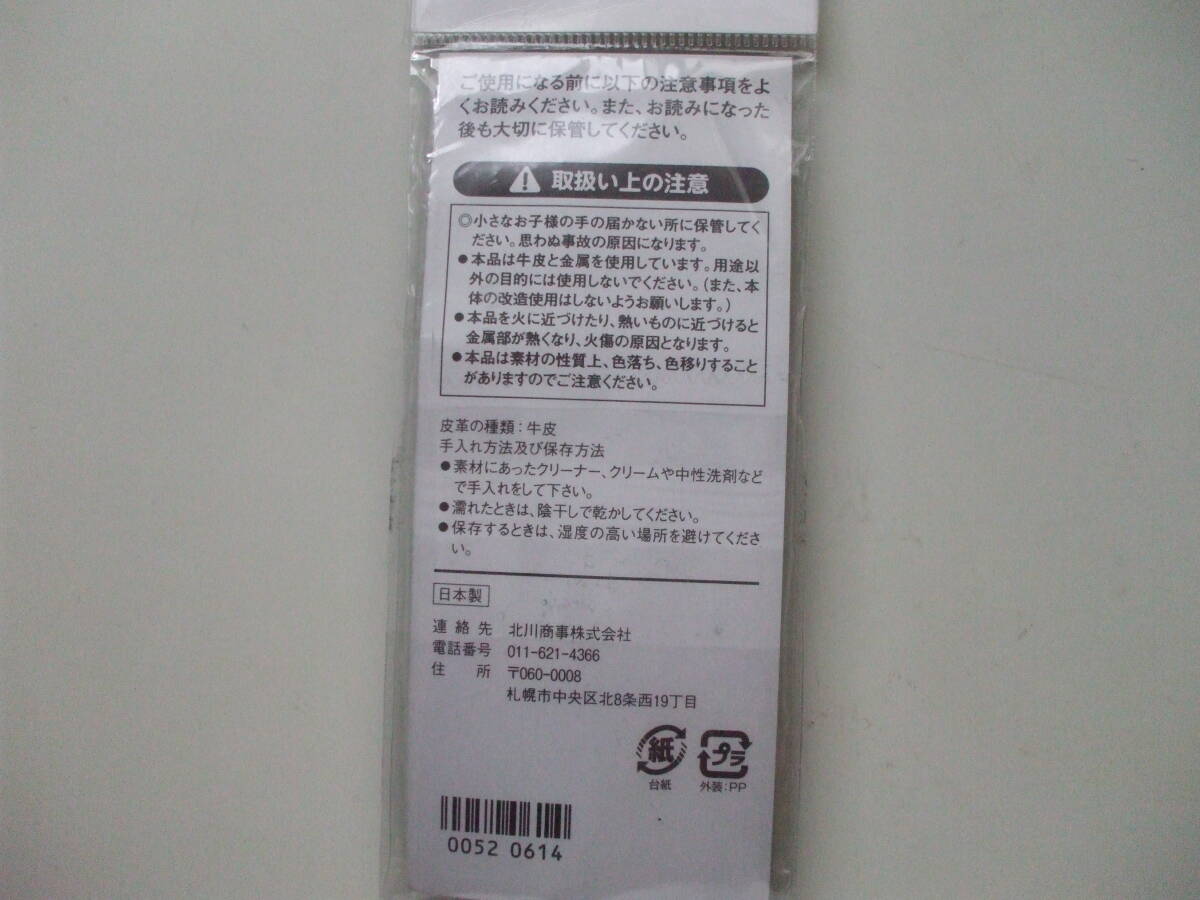 ご使用になる前に以下の注意事項をよ
くお読みください。また、お読みになった
後も大切に保管してください。
取扱い上の注意
◎小さなお子様の手の届かない所に保管してく
ださい。思わぬ事故の原因になります。
●本品は牛皮と金属を使用しています。用途以
外の目的には使用しないでください。(また、本
体の改造使用はしないようお願いします。)
●本品を火に近づけたり、熱いものに近づけると
金属部が熱くなり、火傷の原因となります。
●本品は素材の性質上、色落ち、色移りすること
がありますのでご注意ください。
皮革の種類:牛皮
手入れ方法及び保存方法
●素材にあったクリーナー、クリームや中性洗剤など
で手入れをして下さい。
●濡れたときは、陰干しで乾かしてください。
●保存するときは、湿度の高い場所を避けてくださ
い。
日本製
連絡先 北川商事株式会社
電話番号 011-621-4366
住所 〒060-0008
札幌市中央区北8条西19丁目
紙 プラ
台紙 外装:PP
0052 0614